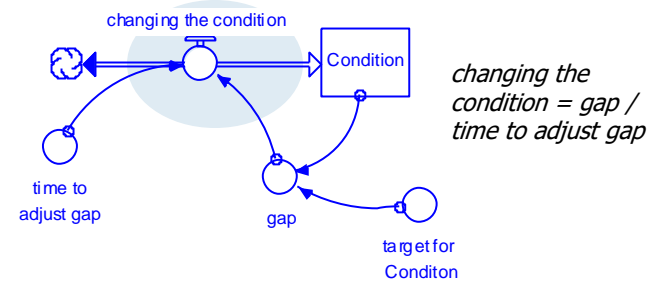 changing the condition
Condition
changing the
condition = gap /
time to adjust gap
time to
adjust gap
gap
target for
Conditon